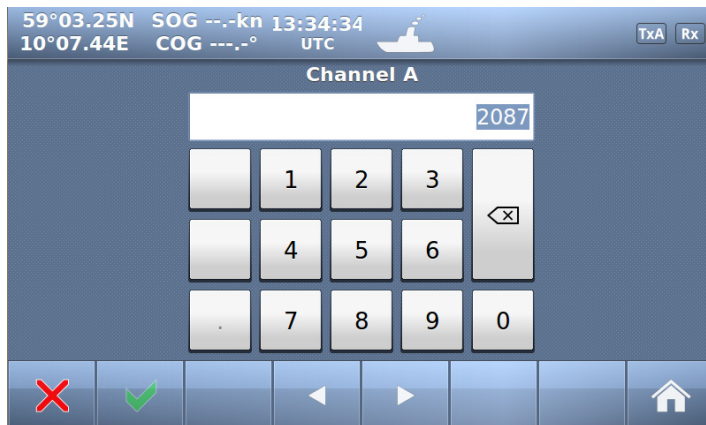 59°03.25N SOG --.-kn 13:34:34
10°07.44E COG ---.-° UTC
TxA Rx
Channel A
2087
1 2 3
4 5 6
. 7 8 9 0